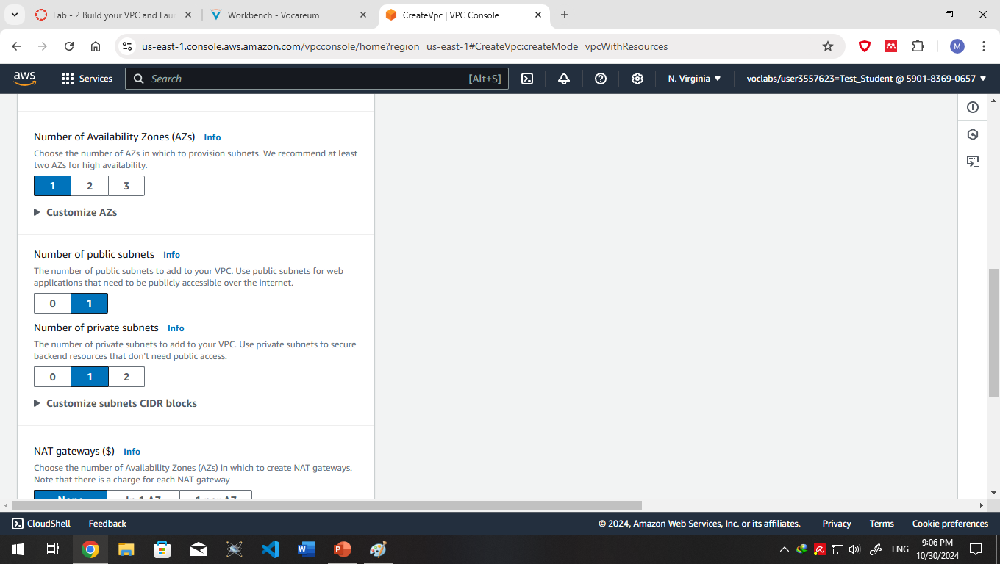 Lab - 2 Build your VPC and Lau
Workbench - Vocareum
CreateVpc | VPC Console
us-east-1.console.aws.amazon.com/vpcconsole/home?region=us-east-1#CreateVpc:createMode=vpcWithResources
M
aws
Services
Search
[Alt+S]
N. Virginia
voclabs/user3557623=Test_Student @ 5901-8369-0657
Number of Availability Zones (AZs) Info
Choose the number of AZs in which to provision subnets. We recommend at least
two AZs for high availability.
1 2 3
Customize AZs
Number of public subnets Info
The number of public subnets to add to your VPC. Use public subnets for web
applications that need to be publicly accessible over the internet.
0 1
Number of private subnets Info
The number of private subnets to add to your VPC. Use private subnets to secure
backend resources that don't need public access.
0 1 2
Customize subnets CIDR blocks
NAT gateways ($) Info
Choose the number of Availability Zones (AZs) in which to create NAT gateways.
Note that there is a charge for each NAT gateway
None In 1 AZ 1 per AZ
CloudShell Feedback
© 2024, Amazon Web Services, Inc. or its affiliates. Privacy Terms Cookie preferences
ENG
9:06 PM
10/30/2024